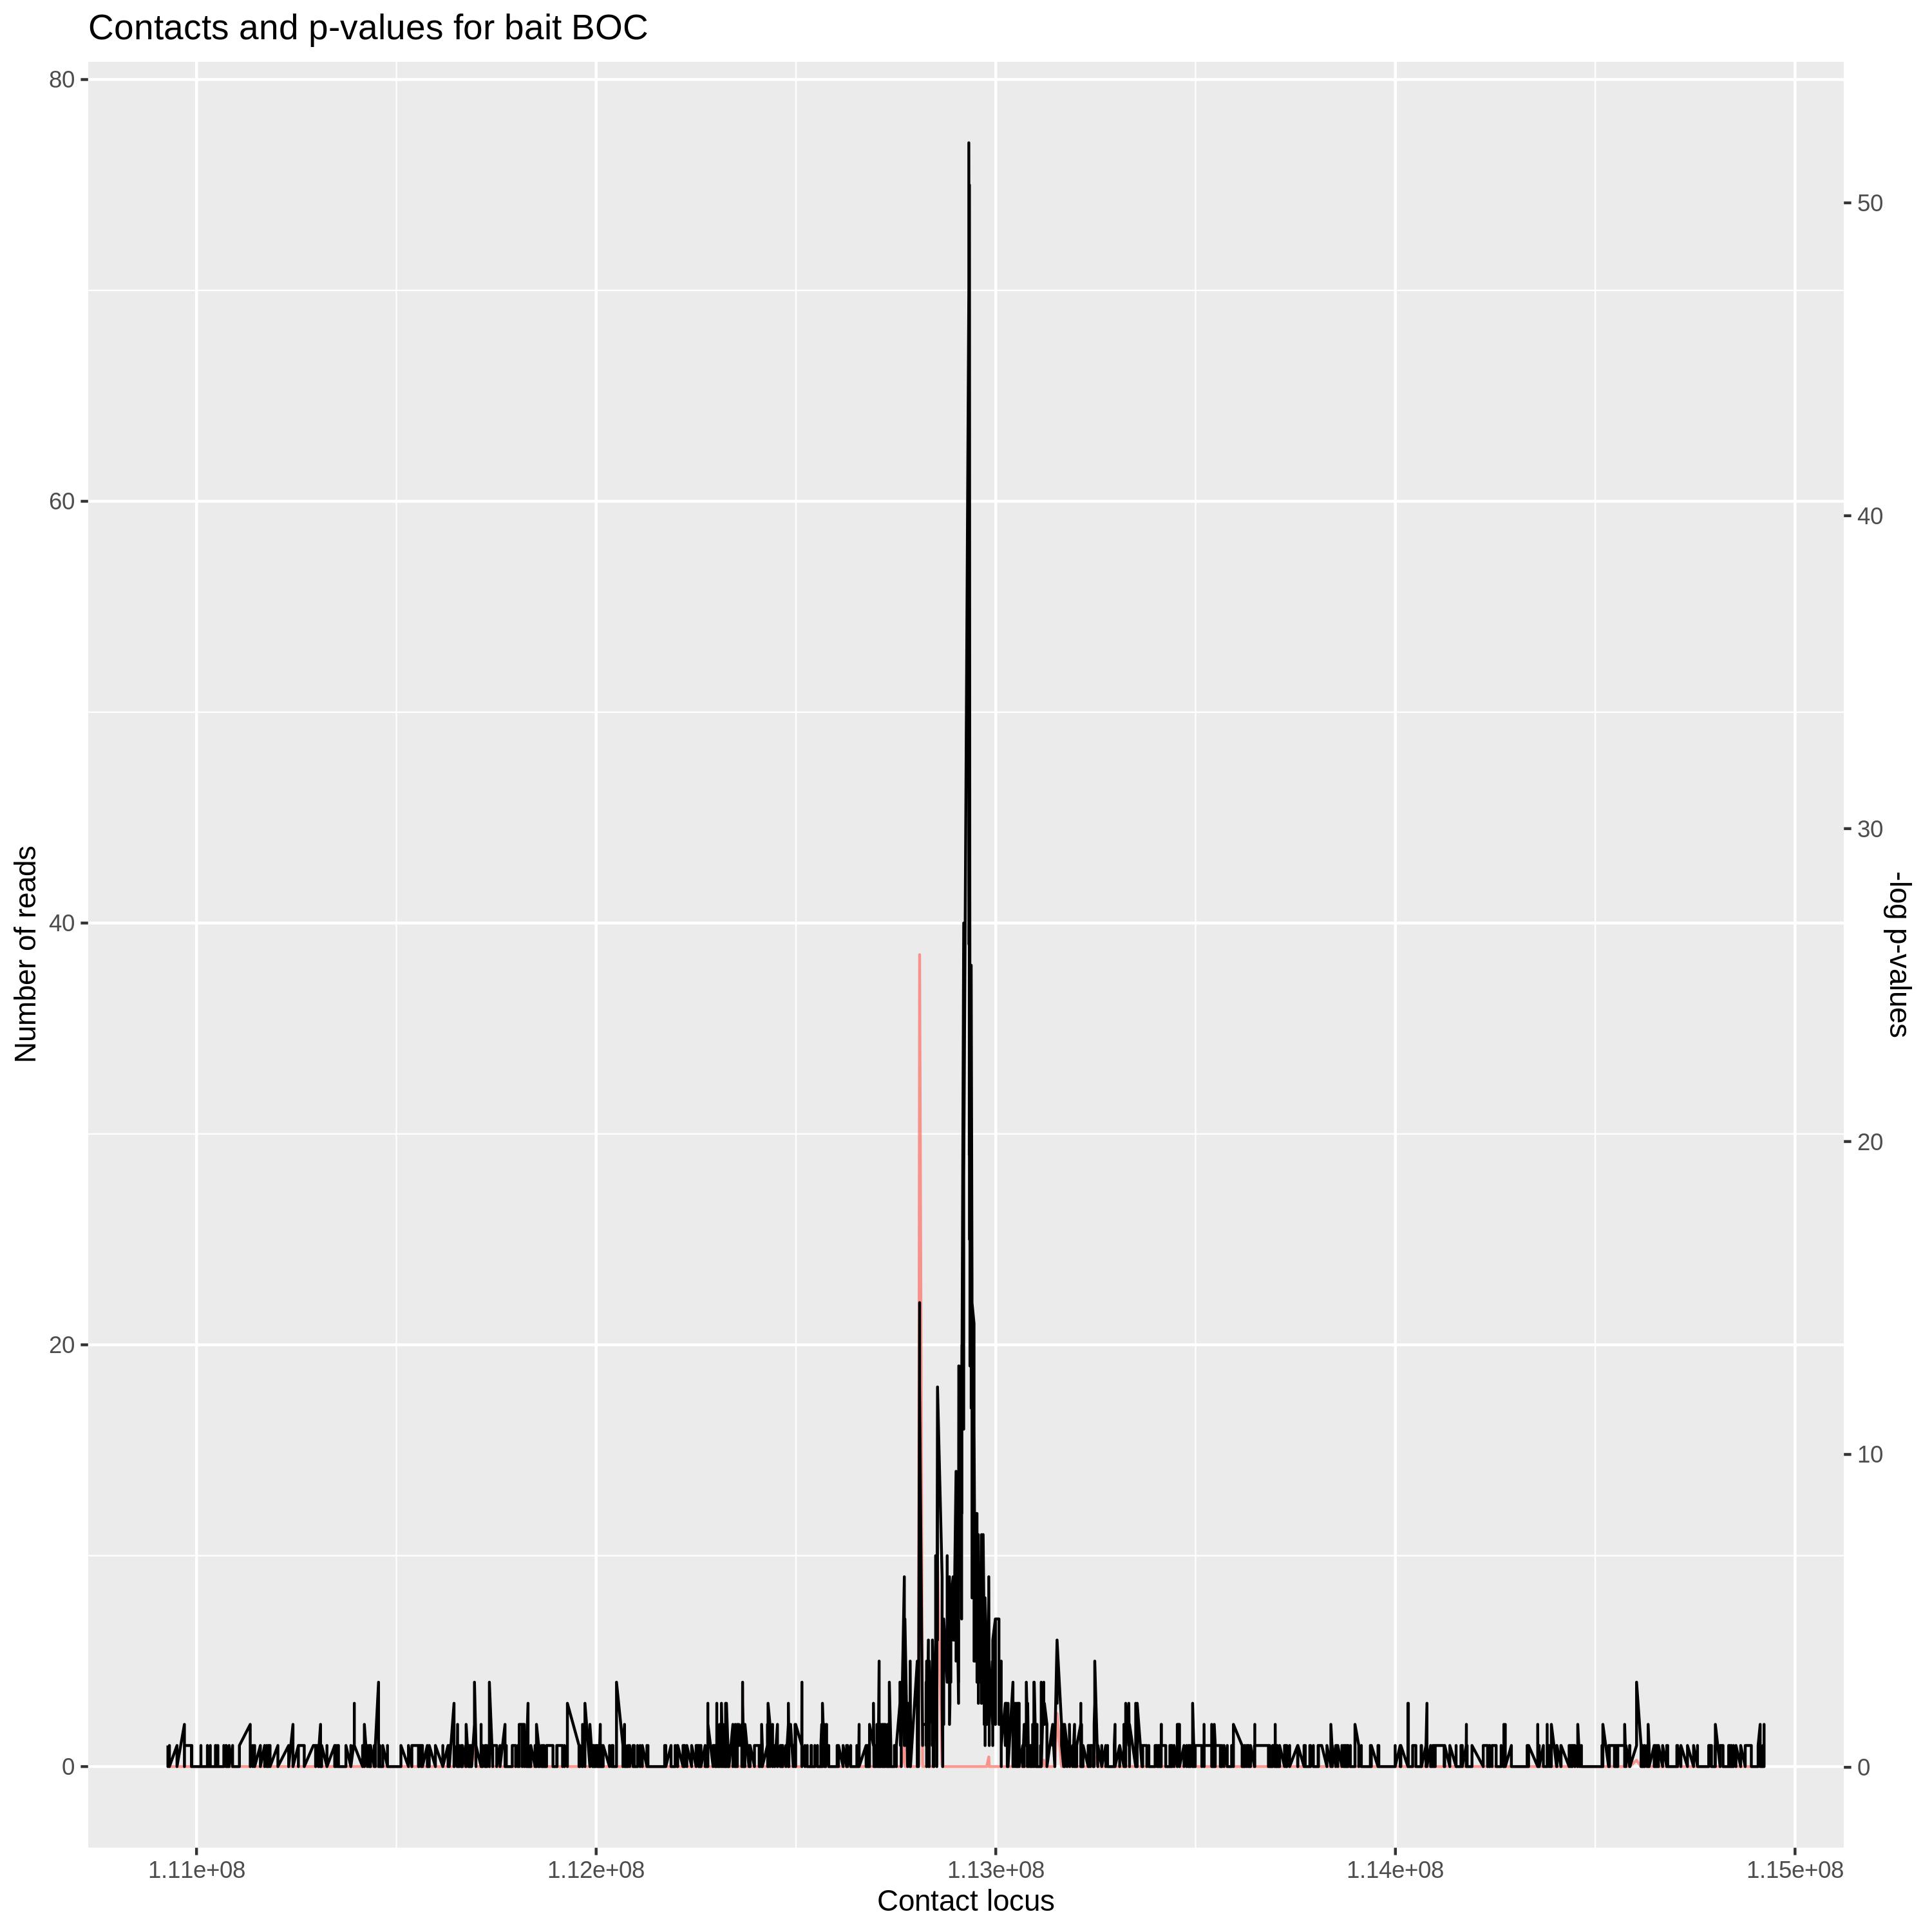 Contacts and p-values for bait BOC
80
60
40
20
0
Number of reads
50
40
30
20
10
0
-log p-values
1.11e+08
1.12e+08
1.13e+08
1.14e+08
1.15e+08
Contact locus